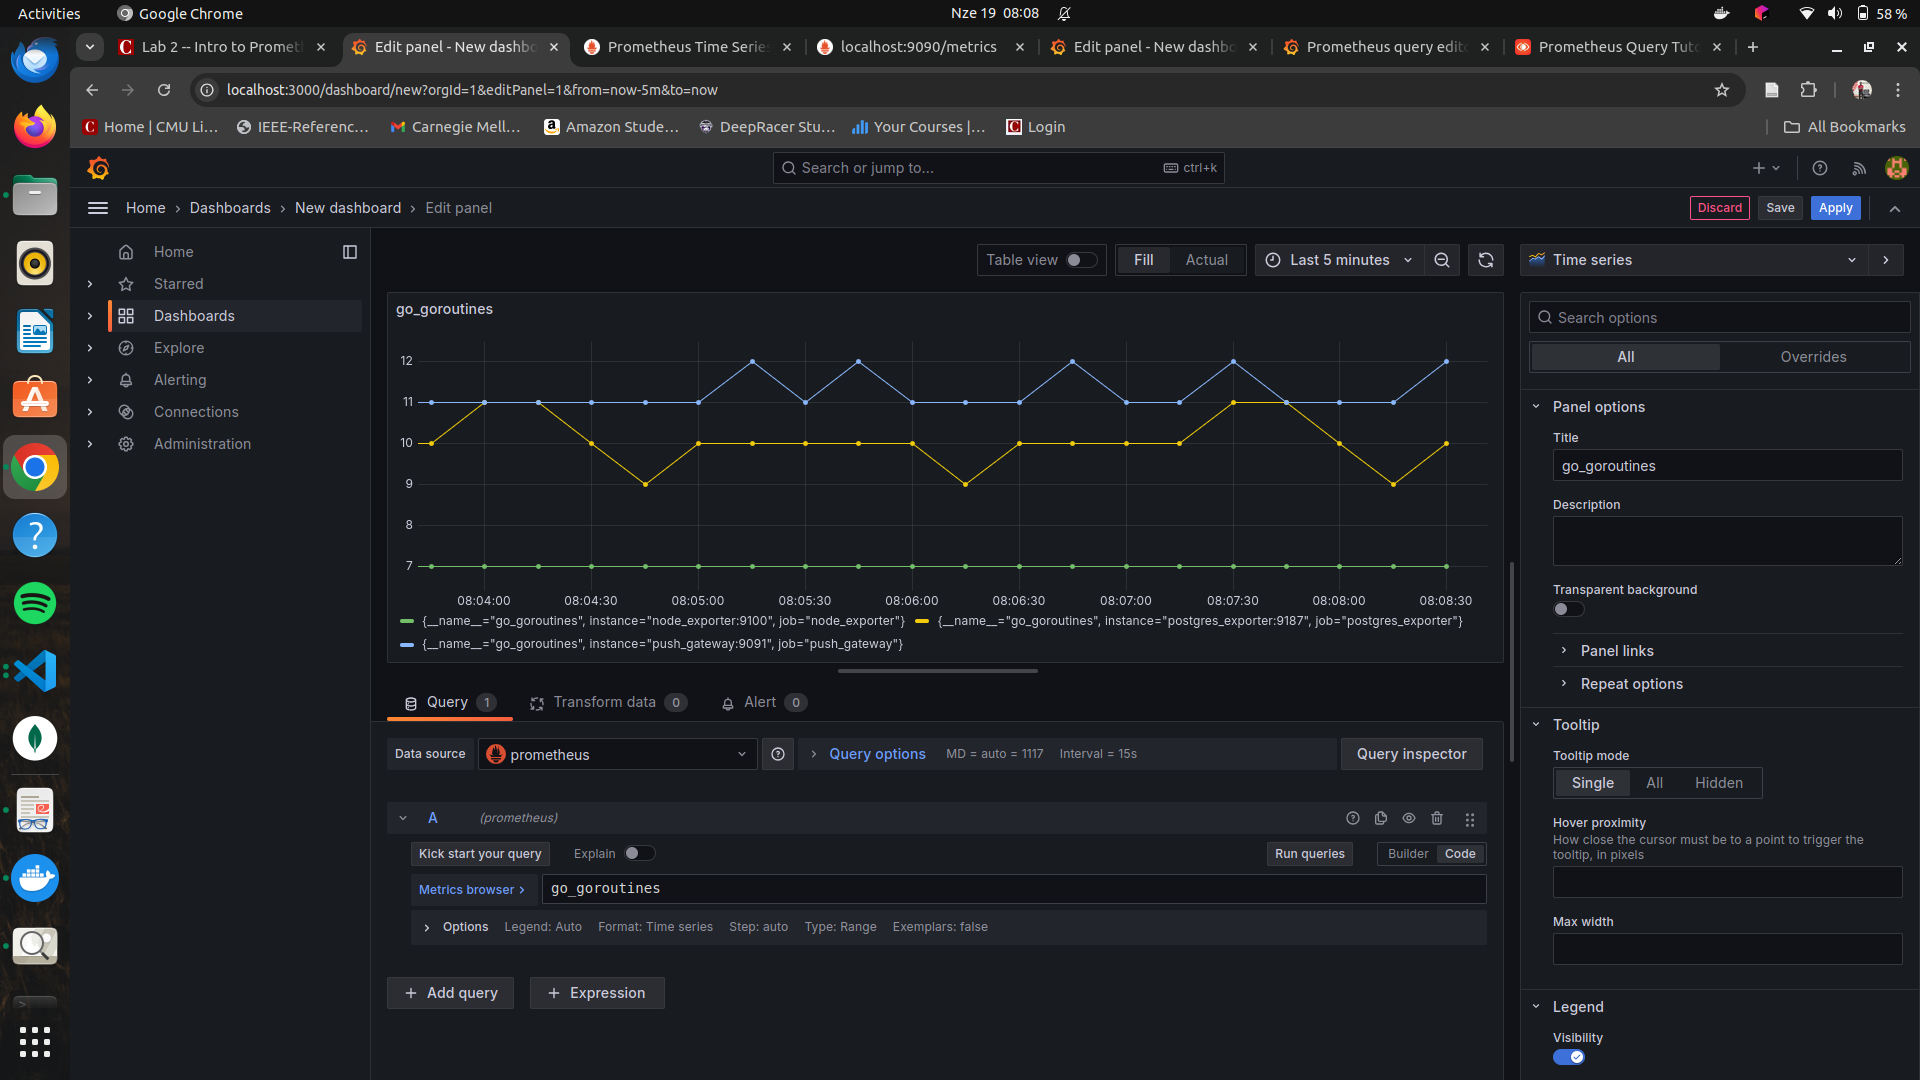 Activities
Google Chrome
Nze 19 08:08
58 %
Lab 2 -- Intro to Promet
Edit panel - New dashbo
Prometheus Time Serie
localhost:9090/metrics
Edit panel - New dashbo
Prometheus query edit
Prometheus Query Tut
localhost:3000/dashboard/new?orgId=1&editPanel=1&from=now-5m&to=now
Home | CMU Li...
IEEE-Referenc...
Carnegie Mell...
Amazon Stude...
DeepRacer Stu...
Your Courses |...
Login
All Bookmarks
Search or jump to...
ctrl+k
Home › Dashboards › New dashboard › Edit panel
Discard
Save
Apply
Home
Starred
Dashboards
Explore
Alerting
Connections
Administration
Table view
Fill
Actual
Last 5 minutes
Time series
go_goroutines
12
11
10
9
8
7
08:04:00
08:04:30
08:05:00
08:05:30
08:06:00
08:06:30
08:07:00
08:07:30
08:08:00
08:08:30
{__name__="go_goroutines", instance="node_exporter:9100", job="node_exporter"}
{__name__="go_goroutines", instance="postgres_exporter:9187", job="postgres_exporter"}
{__name__="go_goroutines", instance="push_gateway:9091", job="push_gateway"}
Query 1
Transform data 0
Alert 0
Data source
prometheus
Query options
MD = auto = 1117
Interval = 15s
Query inspector
A
(prometheus)
Kick start your query
Explain
Run queries
Builder
Code
Metrics browser >
go_goroutines
Options
Legend: Auto
Format: Time series
Step: auto
Type: Range
Exemplars: false
+ Add query
+ Expression
Search options
All
Overrides
Panel options
Title
go_goroutines
Description
Transparent background
Panel links
Repeat options
Tooltip
Tooltip mode
Single
All
Hidden
Hover proximity
How close the cursor must be to a point to trigger the
tooltip, in pixels
Max width
Legend
Visibility